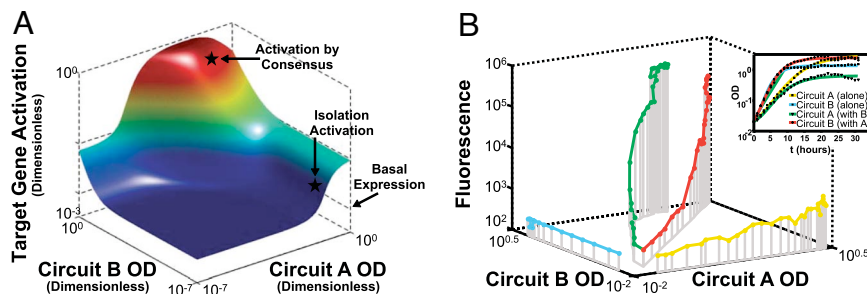 A
Target Gene Activation
(Dimensionless)
10^0
10^-3
10^0
Activation by
Consensus
Isolation
Activation
Basal
Expression
10^0
Circuit B OD
(Dimensionless)
10^-7
10^-7
Circuit A OD
(Dimensionless)
B
Fluorescence
10^6
10^5
10^4
10^3
10^2
10^0.5
Circuit B OD
10^-2
10^-2
Circuit A OD
10^0.5
OD
10^0
10^-1
10^-2
Circuit A (alone)
Circuit B (alone)
Circuit A (with B)
Circuit B (with A)
0 5 10 15 20 25 30
t (hours)